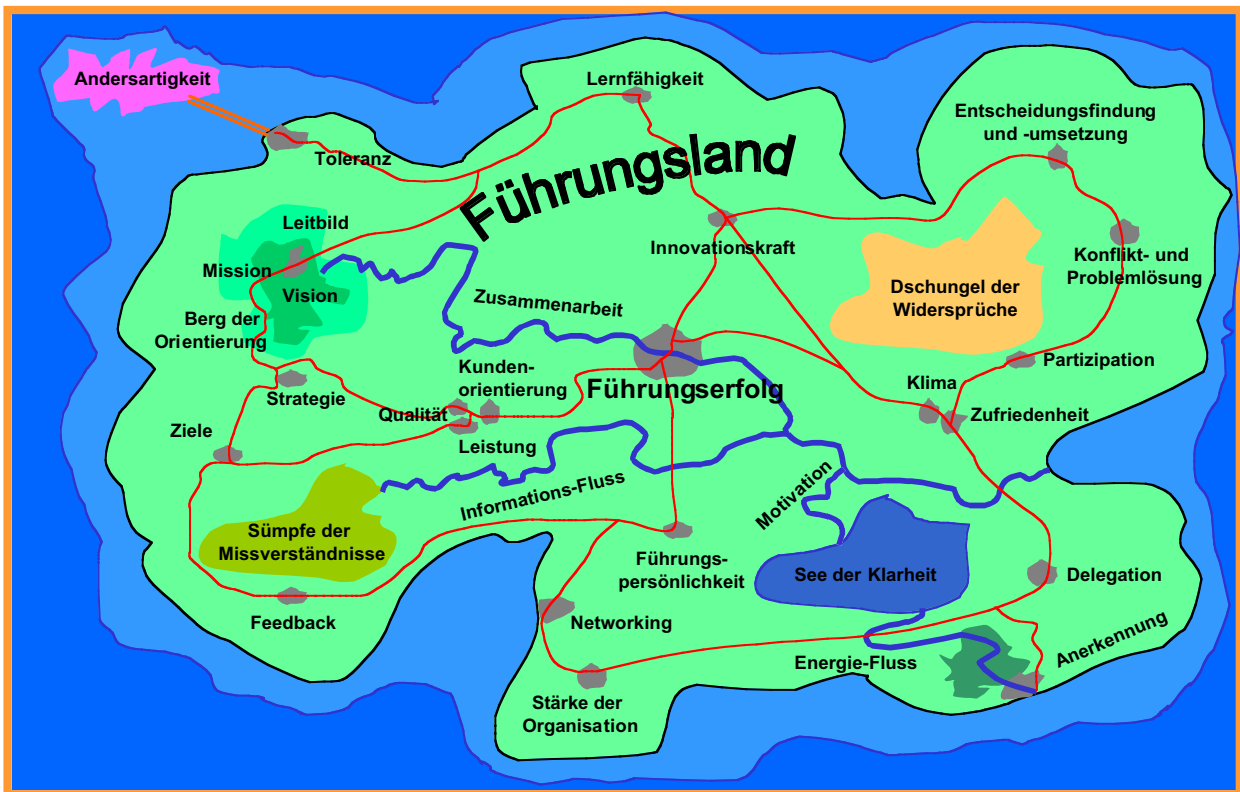 Andersartigkeit
Lernfähigkeit
Entscheidungsfindung
und -umsetzung
Toleranz
Führungsland
Leitbild
Innovationskraft
Konflikt- und
Problemlösung
Mission
Vision
Dschungel der
Widersprüche
Zusammenarbeit
Berg der
Orientierung
Kunden-
orientierung
Partizipation
Führungserfolg
Klima
Strategie
Qualität
Zufriedenheit
Ziele
Leistung
Informations-Fluss
Motivation
Sümpfe der
Missverständnisse
Führungs-
persönlichkeit
See der Klarheit
Delegation
Feedback
Networking
Anerkennung
Energie-Fluss
Stärke der
Organisation